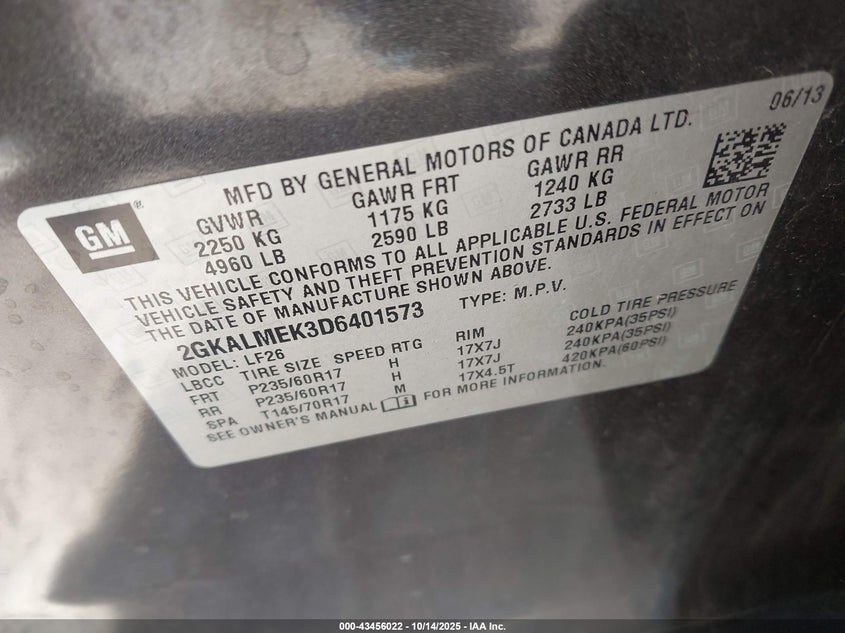 06/13
MFD BY GENERAL MOTORS OF CANADA LTD.
GM
GVWR GAWR FRT GAWR RR
2250 KG 1175 KG 1240 KG
4960 LB 2590 LB 2733 LB
THIS VEHICLE CONFORMS TO ALL APPLICABLE U.S. FEDERAL MOTOR
VEHICLE SAFETY AND THEFT PREVENTION STANDARDS IN EFFECT ON
THE DATE OF MANUFACTURE SHOWN ABOVE.
2GKALMEK3D6401573 TYPE: M.P.V.
MODEL: LF26
LBCC TIRE SIZE SPEED RTG RIM COLD TIRE PRESSURE
FRT P235/60R17 H 17X7J 240KPA(35PSI)
RR P235/60R17 H 17X7J 240KPA(35PSI)
SPA T145/70R17 M 17X4.5T 420KPA(60PSI)
SEE OWNER'S MANUAL FOR MORE INFORMATION.
000-43456022 - 10/14/2025 - IAA Inc.